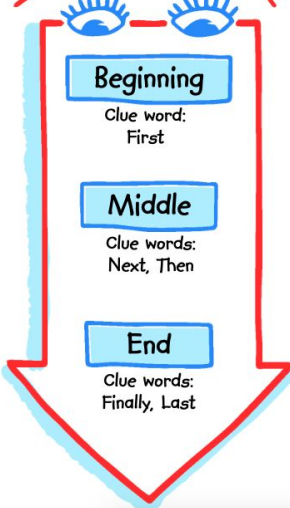 Beginning
Clue word:
First
Middle
Clue words:
Next, Then
End
Clue words:
Finally, Last